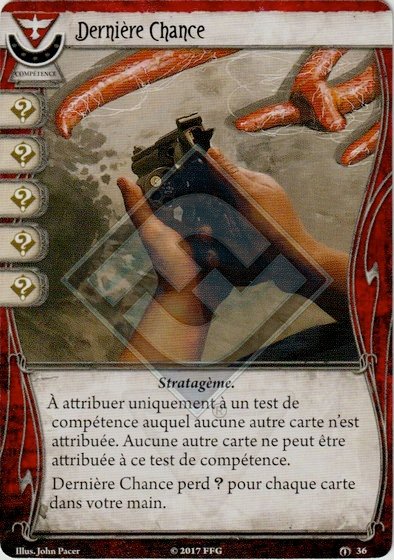 Dernière Chance
COMPÉTENCE
?
?
?
?
?
Stratagème.
À attribuer uniquement à un test de
compétence auquel aucune autre carte n'est
attribuée. Aucune autre carte ne peut être
attribuée à ce test de compétence.
Dernière Chance perd ? pour chaque carte
dans votre main.
Illus. John Pacer © 2017 FFG 36